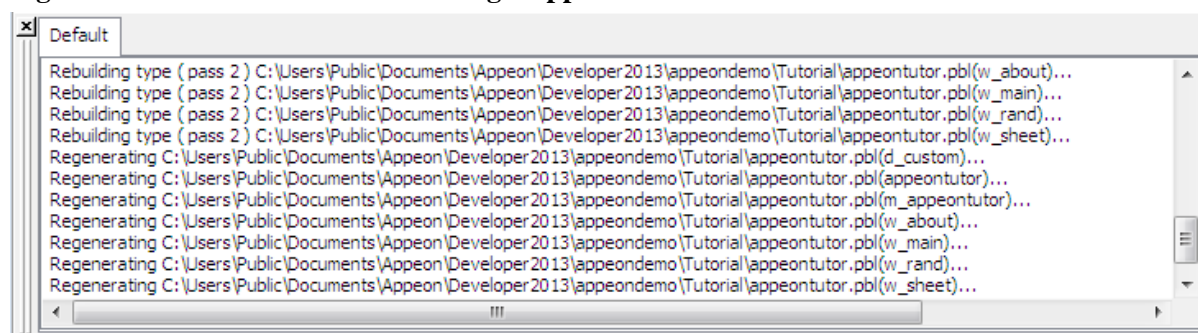 Default
Rebuilding type ( pass 2 ) C:\Users\Public\Documents\Appeon\Developer2013\appeondemo\Tutorial\appeontutor.pbl(w_about)...
Rebuilding type ( pass 2 ) C:\Users\Public\Documents\Appeon\Developer2013\appeondemo\Tutorial\appeontutor.pbl(w_main)...
Rebuilding type ( pass 2 ) C:\Users\Public\Documents\Appeon\Developer2013\appeondemo\Tutorial\appeontutor.pbl(w_rand)...
Rebuilding type ( pass 2 ) C:\Users\Public\Documents\Appeon\Developer2013\appeondemo\Tutorial\appeontutor.pbl(w_sheet)...
Regenerating C:\Users\Public\Documents\Appeon\Developer2013\appeondemo\Tutorial\appeontutor.pbl(d_custom)...
Regenerating C:\Users\Public\Documents\Appeon\Developer2013\appeondemo\Tutorial\appeontutor.pbl(appeontutor)...
Regenerating C:\Users\Public\Documents\Appeon\Developer2013\appeondemo\Tutorial\appeontutor.pbl(m_appeontutor)...
Regenerating C:\Users\Public\Documents\Appeon\Developer2013\appeondemo\Tutorial\appeontutor.pbl(w_about)...
Regenerating C:\Users\Public\Documents\Appeon\Developer2013\appeondemo\Tutorial\appeontutor.pbl(w_main)...
Regenerating C:\Users\Public\Documents\Appeon\Developer2013\appeondemo\Tutorial\appeontutor.pbl(w_rand)...
Regenerating C:\Users\Public\Documents\Appeon\Developer2013\appeondemo\Tutorial\appeontutor.pbl(w_sheet)...